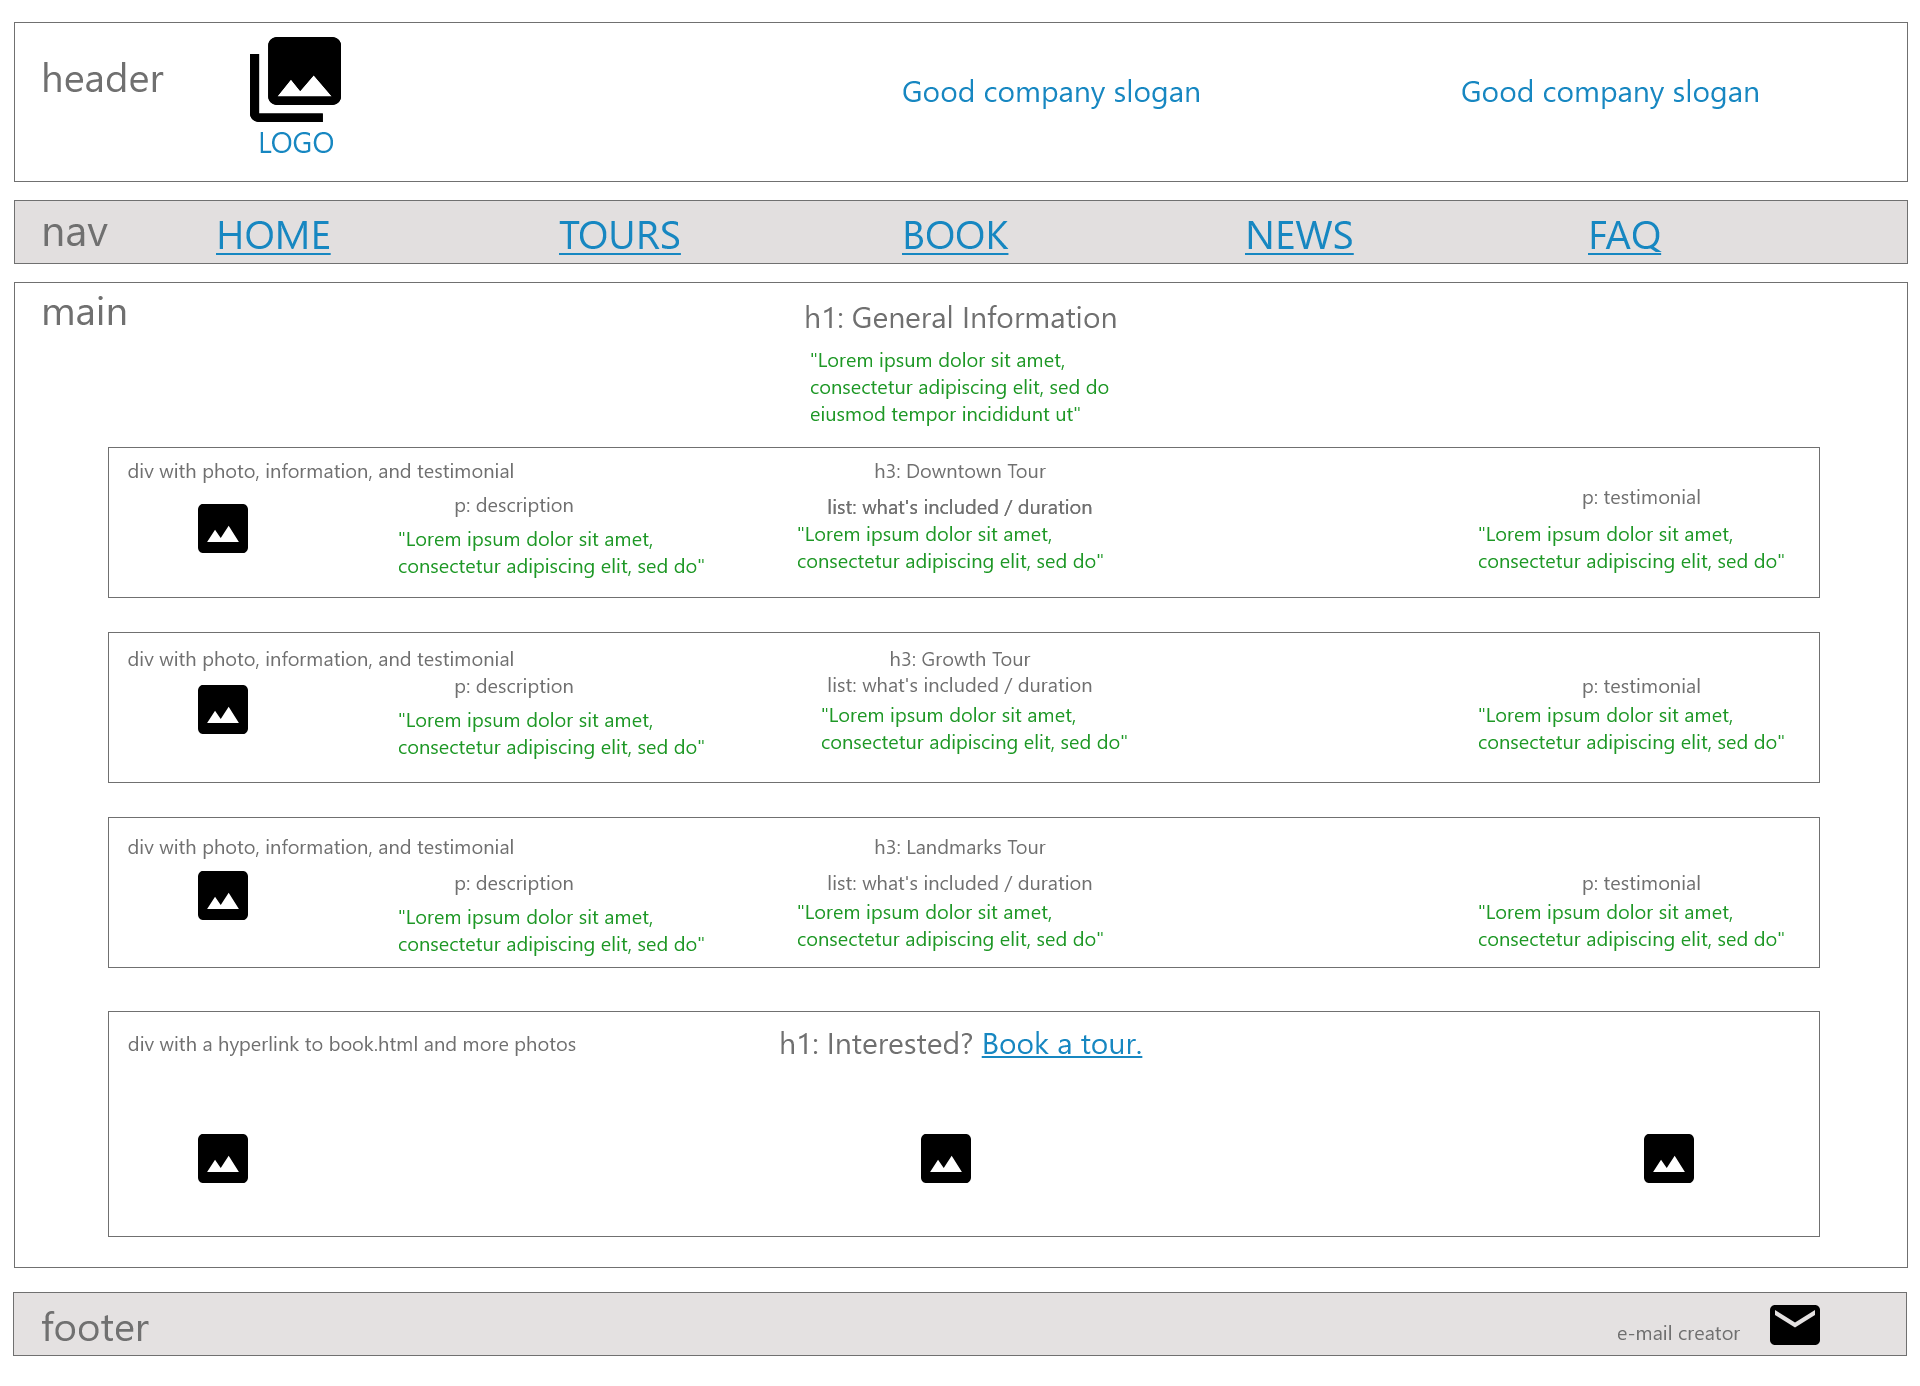 header
LOGO
Good company slogan
Good company slogan
nav
HOME
TOURS
BOOK
NEWS
FAQ
main
h1: General Information
"Lorem ipsum dolor sit amet,
consectetur adipiscing elit, sed do
eiusmod tempor incididunt ut"
div with photo, information, and testimonial
h3: Downtown Tour
p: description
"Lorem ipsum dolor sit amet,
consectetur adipiscing elit, sed do"
list: what's included / duration
"Lorem ipsum dolor sit amet,
consectetur adipiscing elit, sed do"
p: testimonial
"Lorem ipsum dolor sit amet,
consectetur adipiscing elit, sed do"
div with photo, information, and testimonial
h3: Growth Tour
p: description
"Lorem ipsum dolor sit amet,
consectetur adipiscing elit, sed do"
list: what's included / duration
"Lorem ipsum dolor sit amet,
consectetur adipiscing elit, sed do"
p: testimonial
"Lorem ipsum dolor sit amet,
consectetur adipiscing elit, sed do"
div with photo, information, and testimonial
h3: Landmarks Tour
p: description
"Lorem ipsum dolor sit amet,
consectetur adipiscing elit, sed do"
list: what's included / duration
"Lorem ipsum dolor sit amet,
consectetur adipiscing elit, sed do"
p: testimonial
"Lorem ipsum dolor sit amet,
consectetur adipiscing elit, sed do"
div with a hyperlink to book.html and more photos
h1: Interested? Book a tour.
footer
e-mail creator